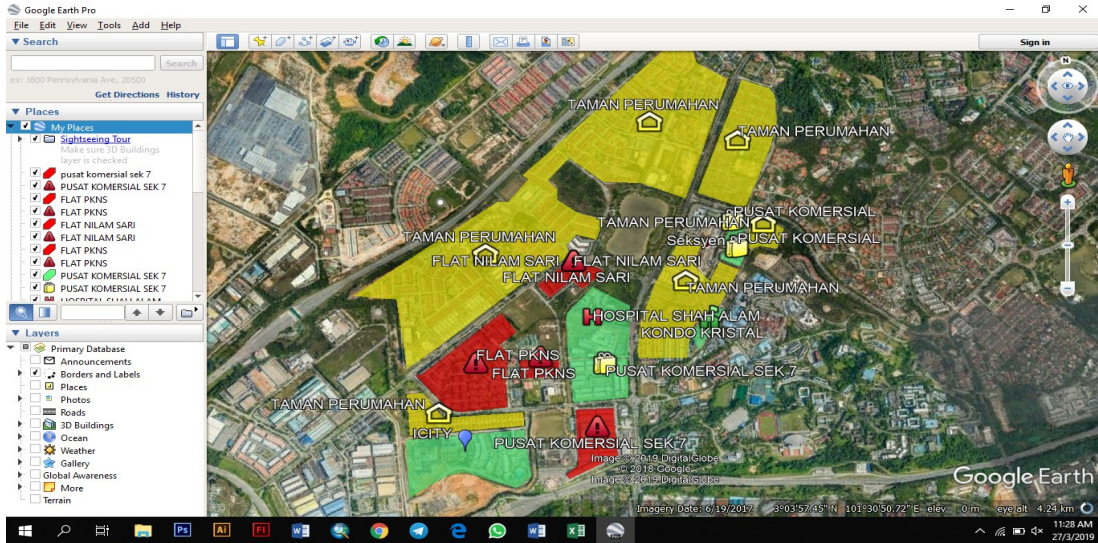 Google Earth Pro
File Edit View Tools Add Help
Search
Sign in
Search
ex: 1600 Pennsylvania Ave, 20500
Get Directions History
Places
My Places
Sightseeing Tour
Make sure 3D Buildings
layer is checked
pusat komersial sek 7
PUSAT KOMERSIAL SEK 7
FLAT PKNS
FLAT PKNS
FLAT NILAM SARI
FLAT NILAM SARI
FLAT PKNS
FLAT PKNS
PUSAT KOMERSIAL SEK 7
PUSAT KOMERSIAL SEK 7
HOSPITAL SHAH ALAM
Layers
Primary Database
Announcements
Borders and Labels
Places
Photos
Roads
3D Buildings
Ocean
Weather
Gallery
Global Awareness
More
Terrain
N
TAMAN PERUMAHAN
TAMAN PERUMAHAN
PUSAT KOMERSIAL
TAMAN PERUMAHAN
Seksyen
PUSAT KOMERSIAL
TAMAN PERUMAHAN
FLAT NILAM SARI
FLAT NILAM SARI
FLAT NILAM SARI
TAMAN PERUMAHAN
HOSPITAL SHAH ALAM
KONDO KRISTAL
FLAT PKNS
FLAT PKNS
PUSAT KOMERSIAL SEK 7
TAMAN PERUMAHAN
ICITY
PUSAT KOMERSIAL SEK 7
Image © 2019 DigitalGlobe
© 2018 Google
Image © 2019 DigitalGlobe
Google Earth
Imagery Date: 6/19/2017 3°03'57.45" N 101°30'50.72" E elev 0 m eye alt 4.24 km
Ps
Ai
Fl
11:28 AM
27/3/2019